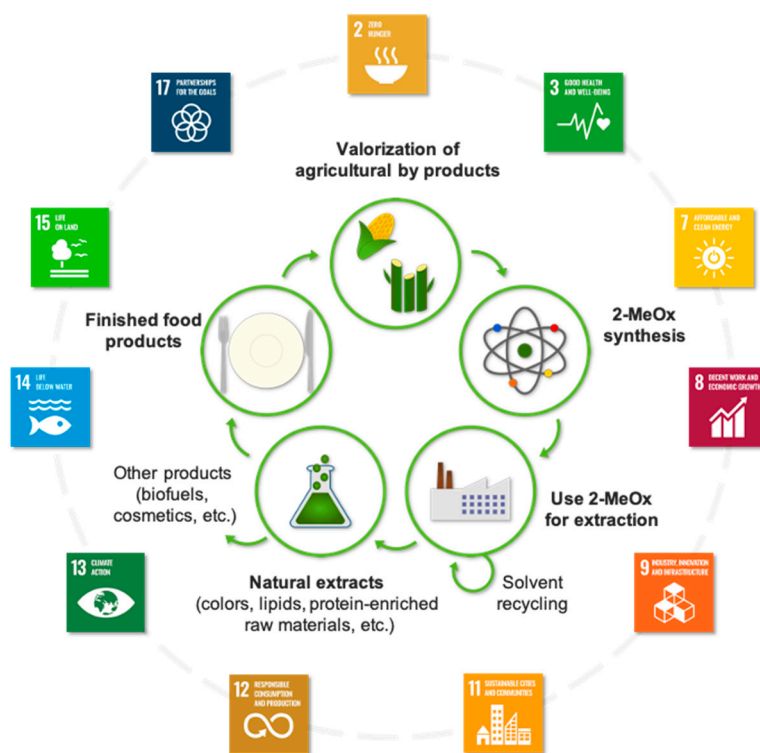 2 ZERO
HUNGER
17 PARTNERSHIPS
FOR THE GOALS
3 GOOD HEALTH
AND WELL-BEING
Valorization of
agricultural by products
15 LIFE
ON LAND
7 AFFORDABLE AND
CLEAN ENERGY
Finished food
products
2-MeOx
synthesis
14 LIFE
BELOW WATER
8 DECENT WORK AND
ECONOMIC GROWTH
Other products
(biofuels,
cosmetics, etc.)
Use 2-MeOx
for extraction
13 CLIMATE
ACTION
9 INDUSTRY, INNOVATION
AND INFRASTRUCTURE
Natural extracts
(colors, lipids, protein-enriched
raw materials, etc.)
Solvent
recycling
12 RESPONSIBLE
CONSUMPTION
AND PRODUCTION
11 SUSTAINABLE CITIES
AND COMMUNITIES